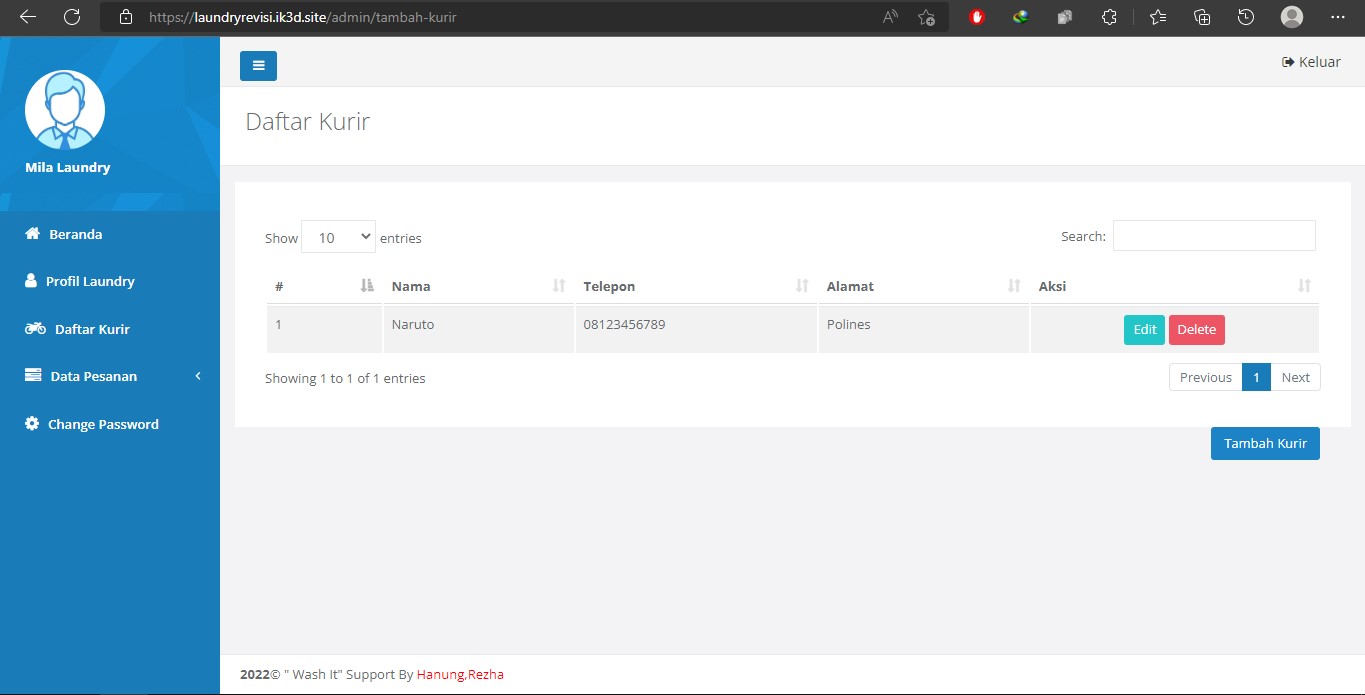 https://laundryrevisi.ik3d.site/admin/tambah-kurir
Keluar
Mila Laundry
Beranda
Profil Laundry
Daftar Kurir
Data Pesanan
Change Password
Daftar Kurir
Show 10 entries
Search:
# Nama Telepon Alamat Aksi
1 Naruto 08123456789 Polines Edit Delete
Showing 1 to 1 of 1 entries
Previous 1 Next
Tambah Kurir
2022© " Wash It" Support By Hanung,Rezha